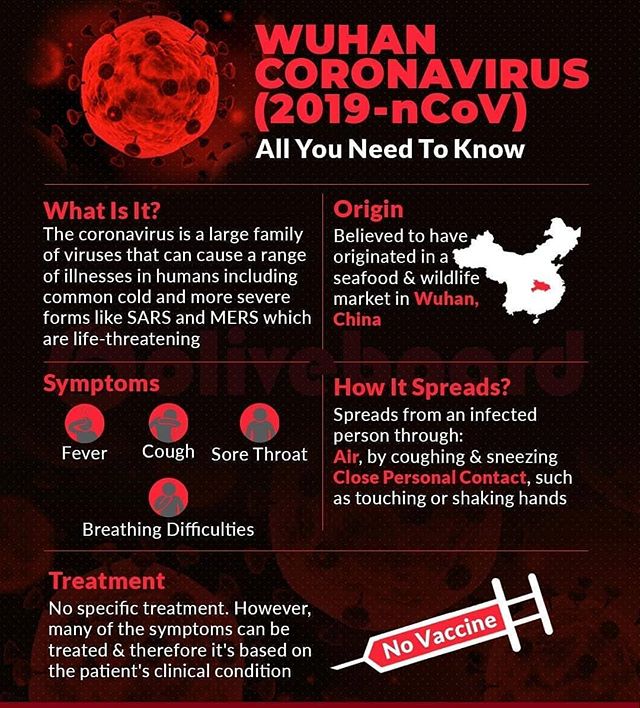 WUHAN
CORONAVIRUS
(2019-nCoV)
All You Need To Know
What Is It?
The coronavirus is a large family
of viruses that can cause a range
of illnesses in humans including
common cold and more severe
forms like SARS and MERS which
are life-threatening
Origin
Believed to have
originated in a
seafood & wildlife
market in Wuhan,
China
Symptoms
Fever
Cough
Sore Throat
Breathing Difficulties
How It Spreads?
Spreads from an infected
person through:
Air, by coughing & sneezing
Close Personal Contact, such
as touching or shaking hands
Treatment
No specific treatment. However,
many of the symptoms can be
treated & therefore it's based on
the patient's clinical condition
No Vaccine